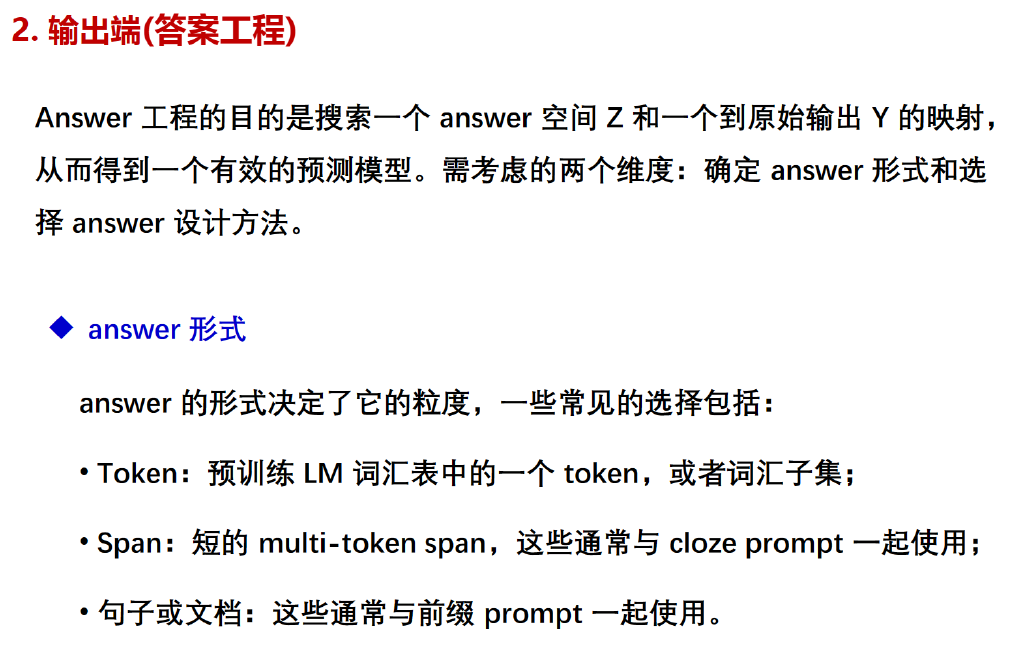 2. 输出端(答案工程)
Answer 工程的目的是搜索一个 answer 空间 Z 和一个到原始输出 Y 的映射，
从而得到一个有效的预测模型。需考虑的两个维度：确定 answer 形式和选
择 answer 设计方法。
◆ answer 形式
answer 的形式决定了它的粒度，一些常见的选择包括：
• Token：预训练 LM 词汇表中的一个 token，或者词汇子集；
• Span：短的 multi-token span，这些通常与 cloze prompt 一起使用；
• 句子或文档：这些通常与前缀 prompt 一起使用。